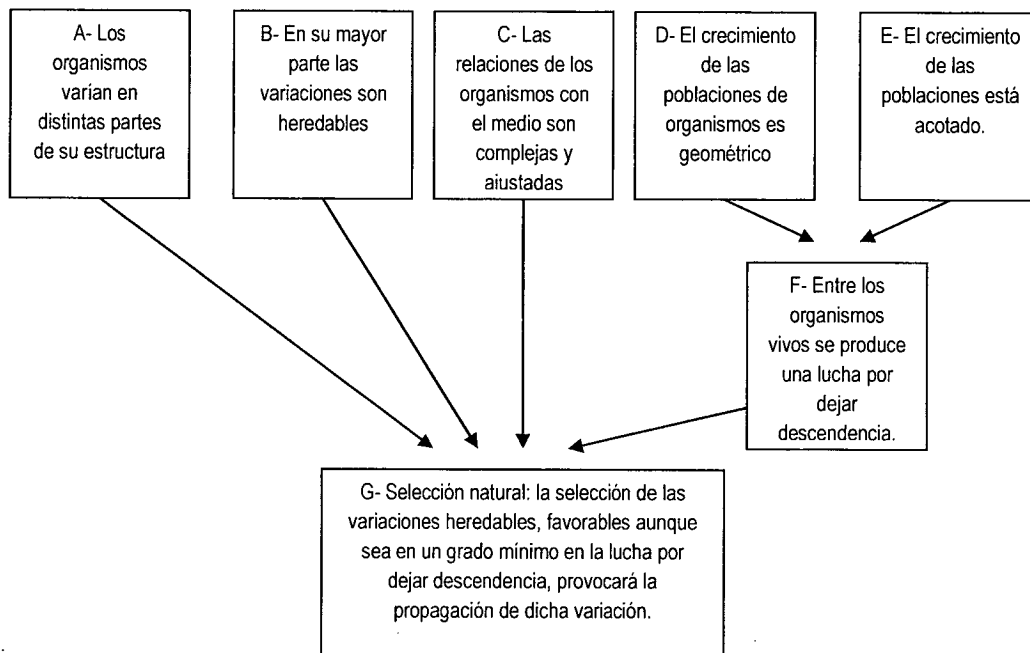 A- Los
organismos
varían en
distintas partes
de su estructura
B- En su mayor
parte las
variaciones son
heredables
C- Las
relaciones de los
organismos con
el medio son
complejas y
aiustadas
D- El crecimiento
de las
poblaciones de
organismos es
geométrico
E- El crecimiento
de las
poblaciones está
acotado.
F- Entre los
organismos
vivos se produce
una lucha por
dejar
descendencia.
G- Selección natural: la selección de las
variaciones heredables, favorables aunque
sea en un grado mínimo en la lucha por
dejar descendencia, provocará la
propagación de dicha variación.